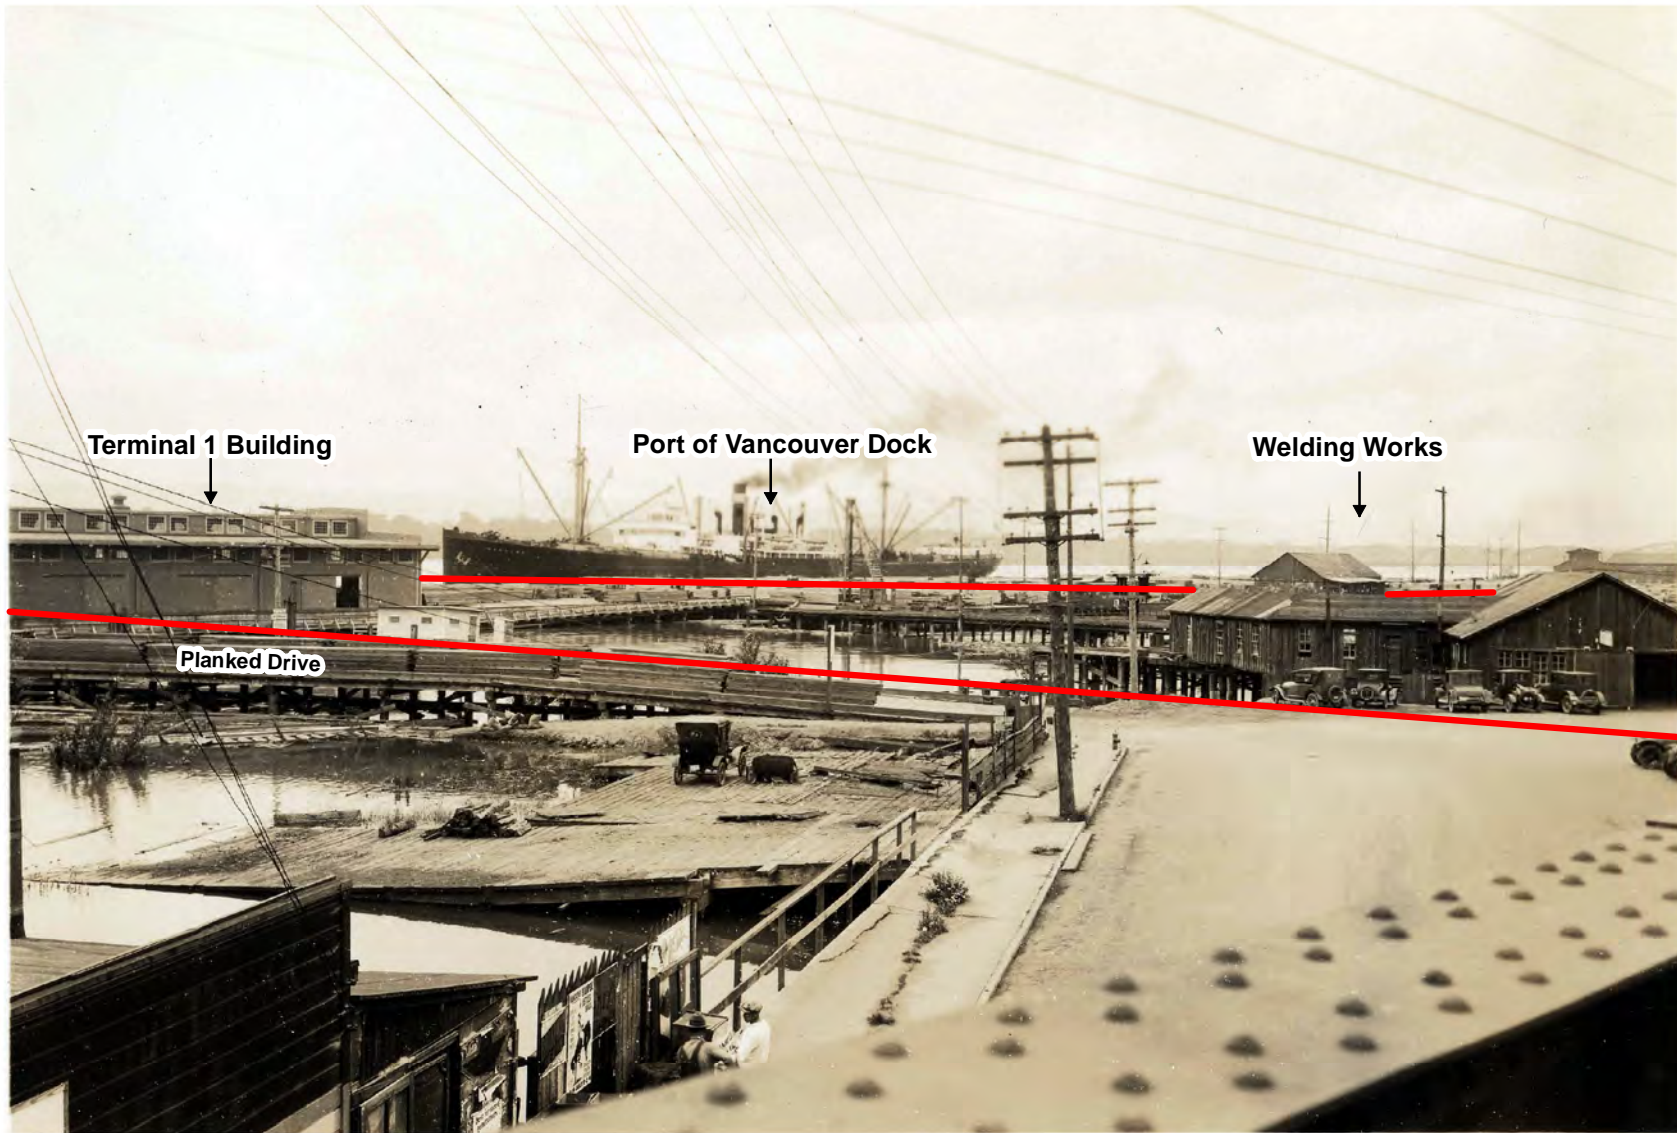 Terminal 1 Building
Port of Vancouver Dock
Welding Works
Planked Drive